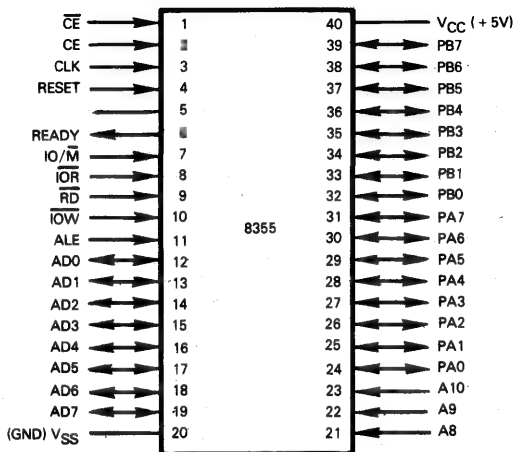 C̅E̅ 1 40 VCC (+5V)
CE 39 PB7
CLK 3 38 PB6
RESET 4 37 PB5
5 36 PB4
READY 35 PB3
IO/M̅ 7 34 PB2
I̅O̅R̅ 8 33 PB1
R̅D̅ 9 32 PB0
I̅O̅W̅ 10 31 PA7
8355
ALE 11 30 PA6
AD0 12 29 PA5
AD1 13 28 PA4
AD2 14 27 PA3
AD3 15 26 PA2
AD4 16 25 PA1
AD5 17 24 PA0
AD6 18 23 A10
AD7 19 22 A9
(GND) VSS 20 21 A8